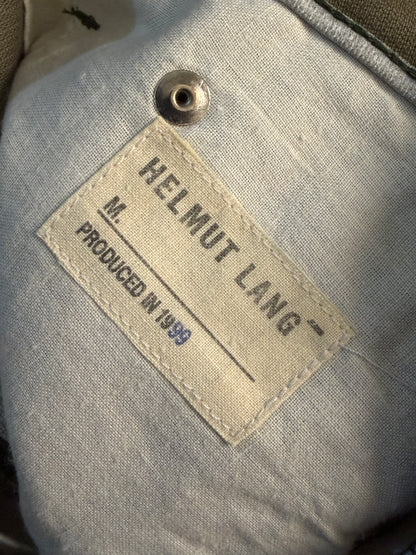 HELMUT LANG
M.
PRODUCED IN 1999